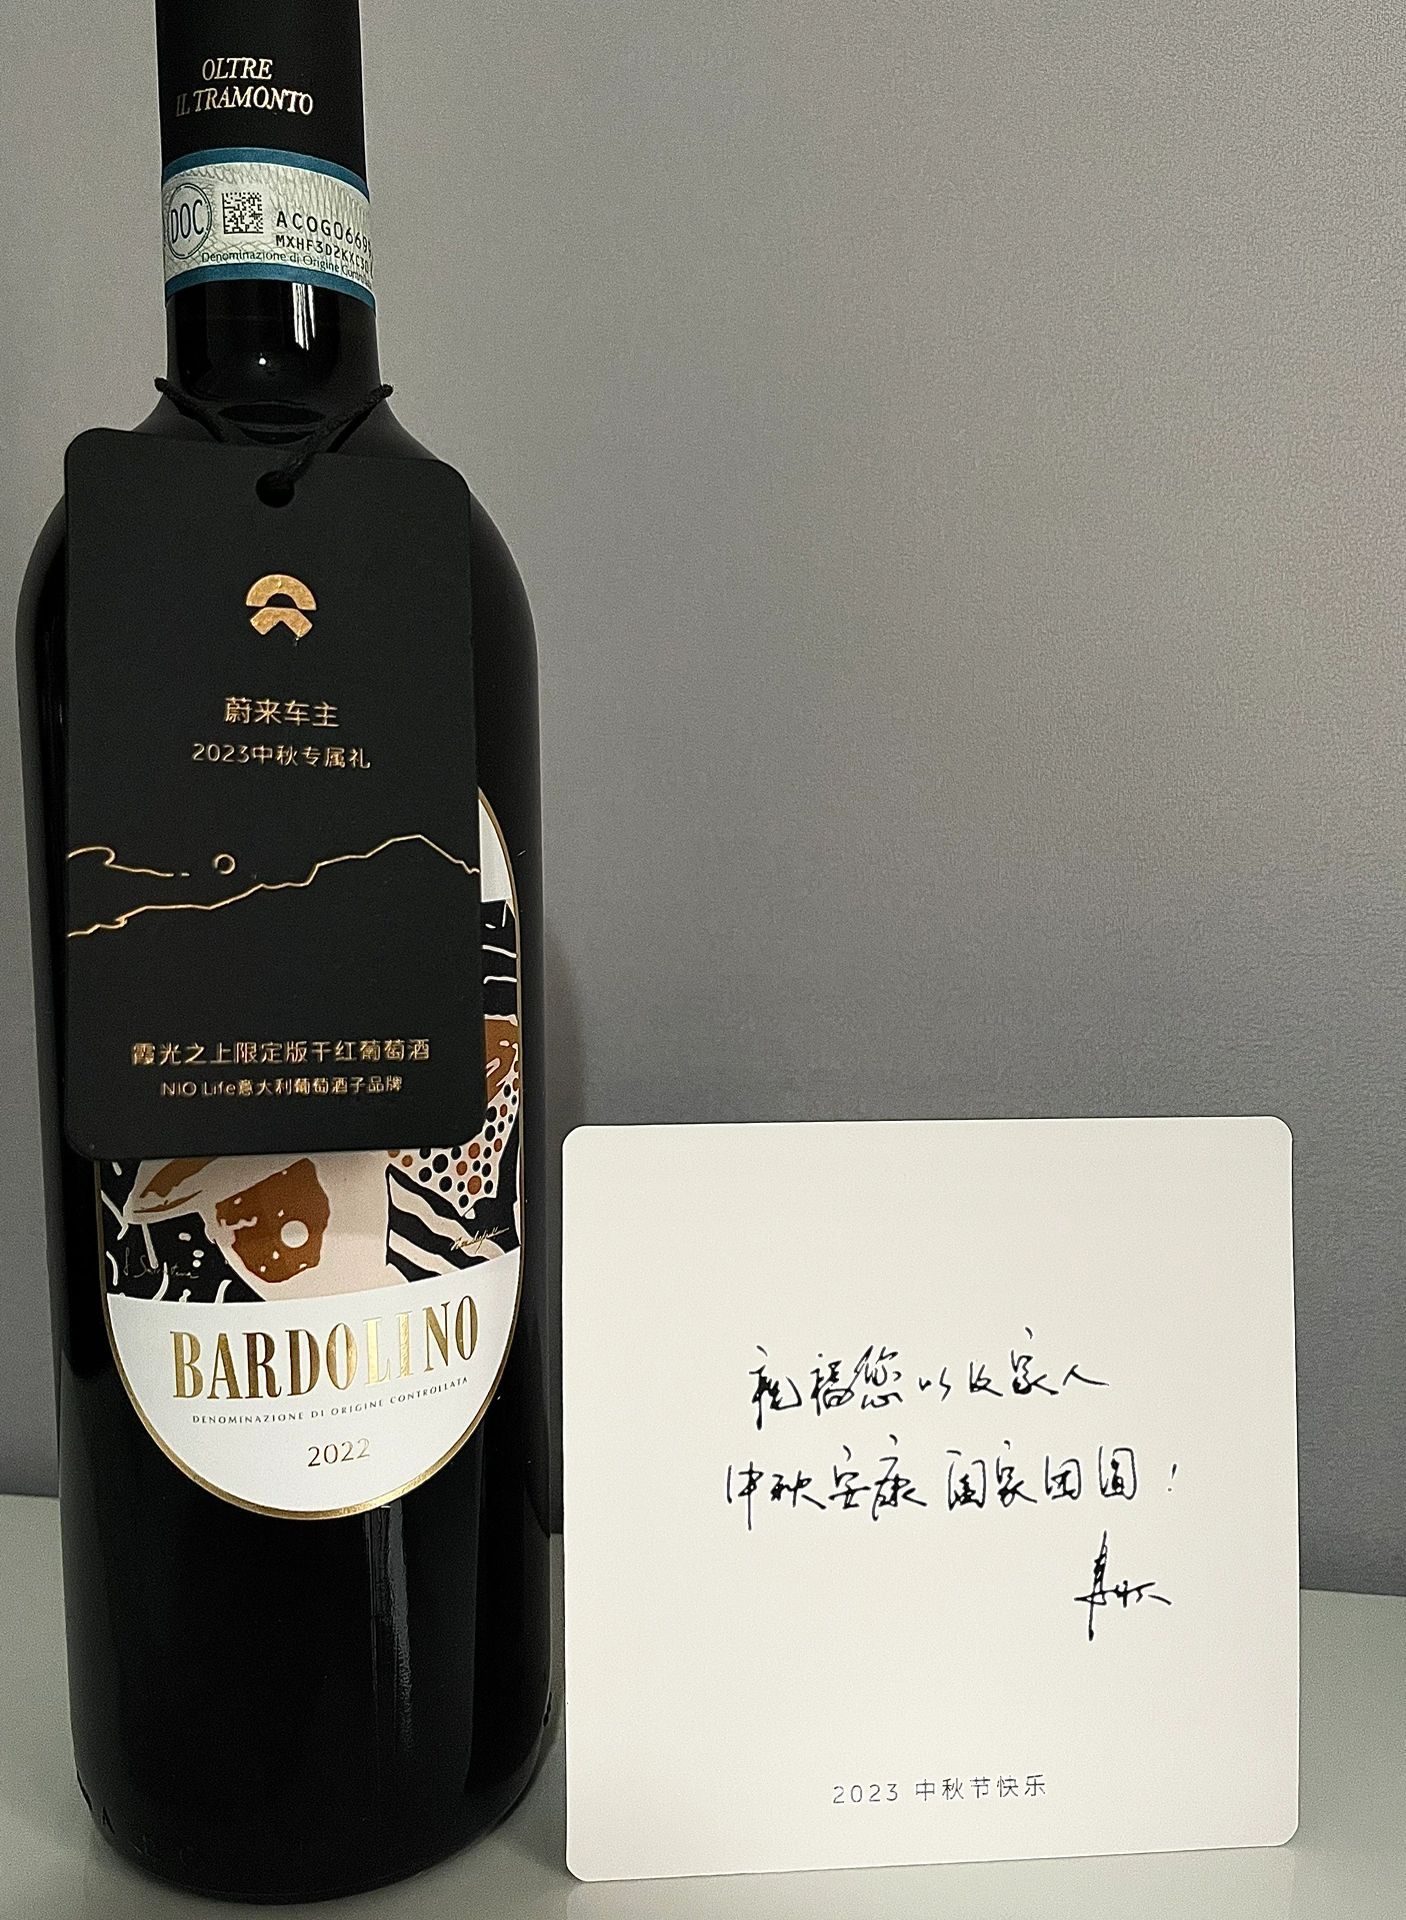 OLTRE
IL TRAMONTO
DOC
ACOG0669
MXHF3D2KXC3
Denominazione di Origine
蔚来车主
2023中秋专属礼
霞光之上限定版干红葡萄酒
NIO Life意大利葡萄酒子品牌
BARDOLINO
DENOMINAZIONE DI ORIGINE CONTROLLATA
2022
祝福您以及家人
中秋安康 阖家团圆！
2023 中秋节快乐